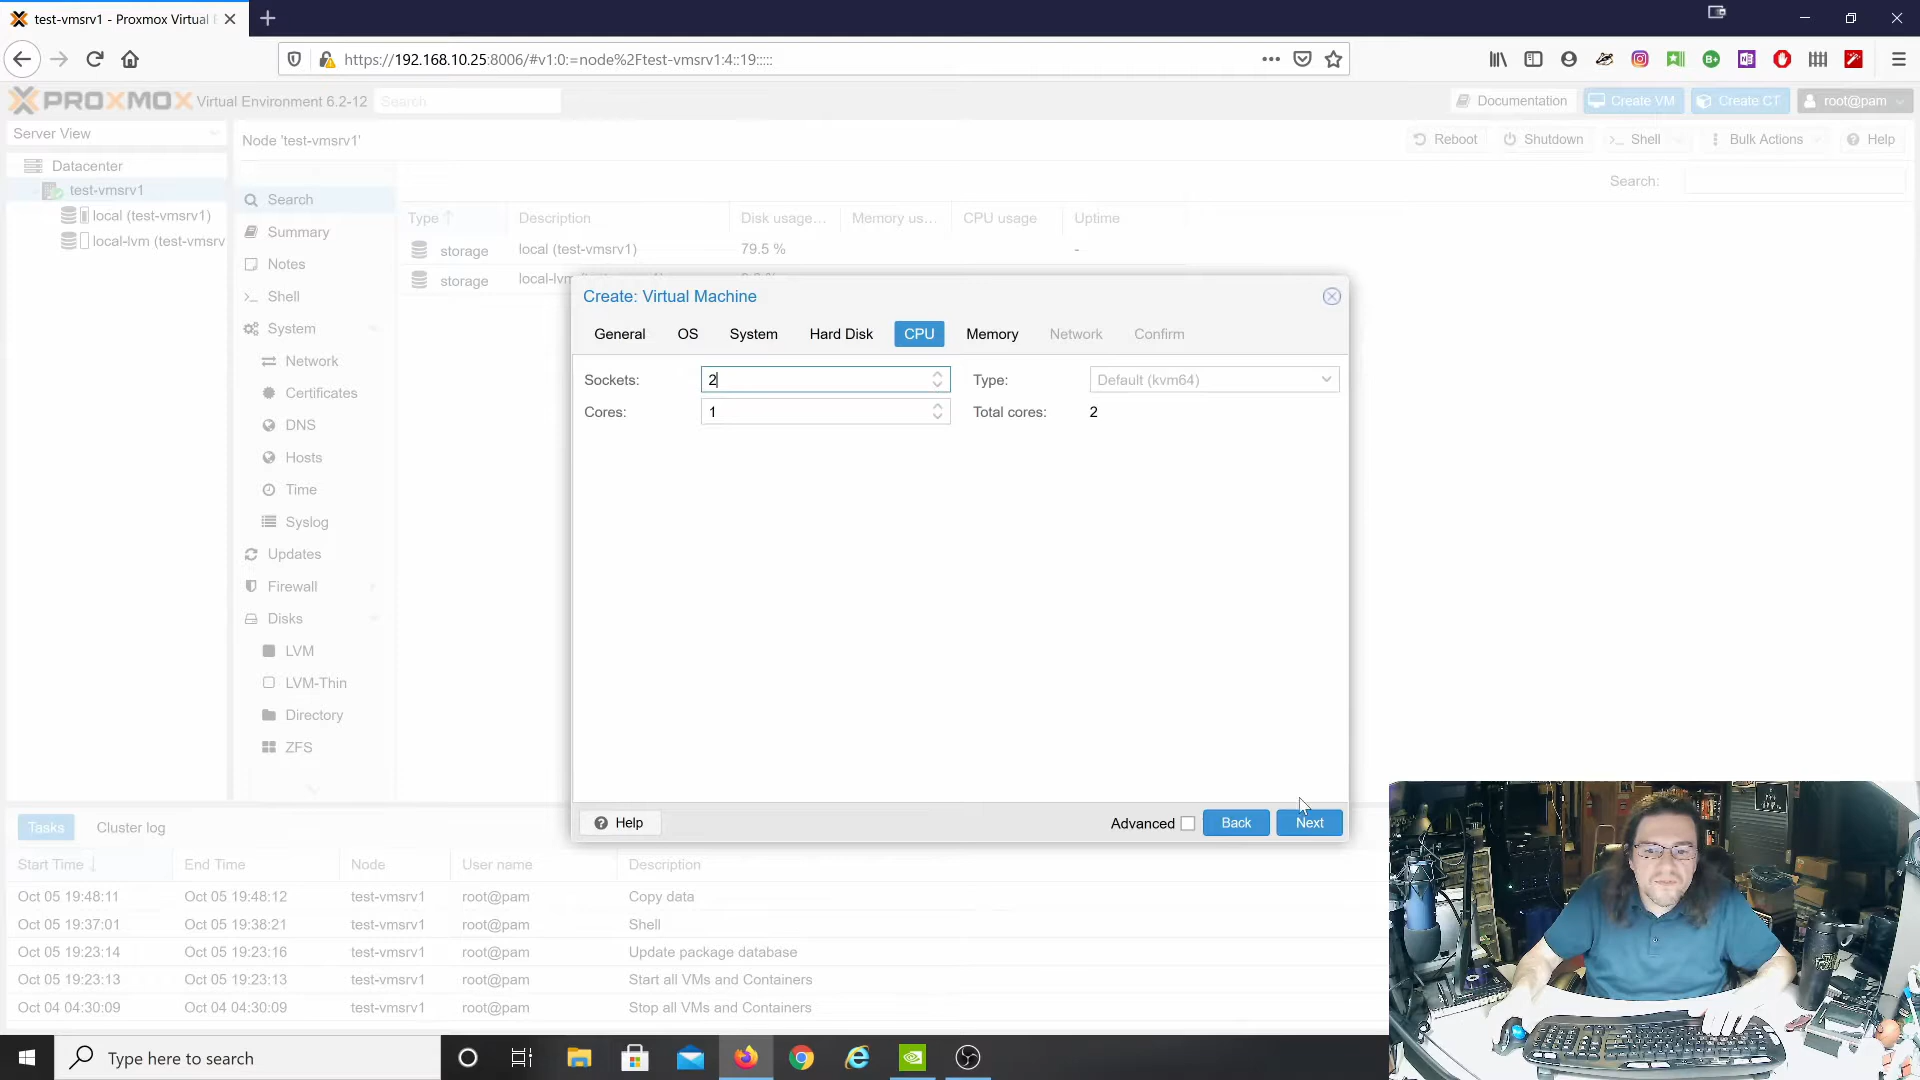 test-vmsrv1 - Proxmox Virtual E
https://192.168.10.25:8006/#v1:0:=node%2Ftest-vmsrv1:4::19:::::
PROXMOX Virtual Environment 6.2-12 Search Documentation Create VM Create CT root@pam
Server View
Node 'test-vmsrv1' Reboot Shutdown Shell Bulk Actions Help
Datacenter
test-vmsrv1
local (test-vmsrv1)
local-lvm (test-vmsrv
Search
Summary
Notes
Shell
System
Network
Certificates
DNS
Hosts
Time
Syslog
Updates
Firewall
Disks
LVM
LVM-Thin
Directory
ZFS
Search:
Type Description Disk usage... Memory us... CPU usage Uptime
storage local (test-vmsrv1) 79.5 % -
storage local-lvm
Create: Virtual Machine
General OS System Hard Disk CPU Memory Network Confirm
Sockets: 2 Type: Default (kvm64)
Cores: 1 Total cores: 2
Help Advanced Back Next
Tasks Cluster log
Start Time End Time Node User name Description
Oct 05 19:48:11 Oct 05 19:48:12 test-vmsrv1 root@pam Copy data
Oct 05 19:37:01 Oct 05 19:38:21 test-vmsrv1 root@pam Shell
Oct 05 19:23:14 Oct 05 19:23:16 test-vmsrv1 root@pam Update package database
Oct 05 19:23:13 Oct 05 19:23:13 test-vmsrv1 root@pam Start all VMs and Containers
Oct 04 04:30:09 Oct 04 04:30:09 test-vmsrv1 root@pam Stop all VMs and Containers
Type here to search